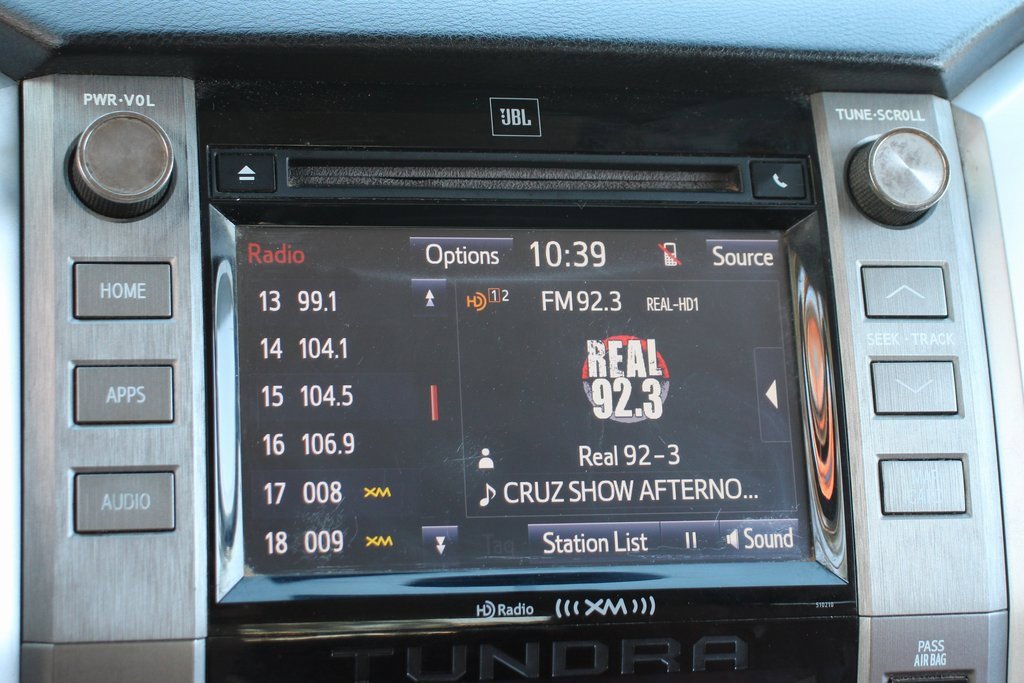 PWR·VOL
JBL
TUNE·SCROLL
HOME
APPS
AUDIO
Radio
Options
10:39
Source
13 99.1
14 104.1
15 104.5
16 106.9
17 008 XM
18 009 XM
HD 1 2
FM 92.3
REAL-HD1
REAL
92.3
Real 92-3
CRUZ SHOW AFTERNO...
Tag
Station List
Sound
SEEK·TRACK
HD Radio
(((XM)))
510210
TUNDRA
PASS
AIR BAG